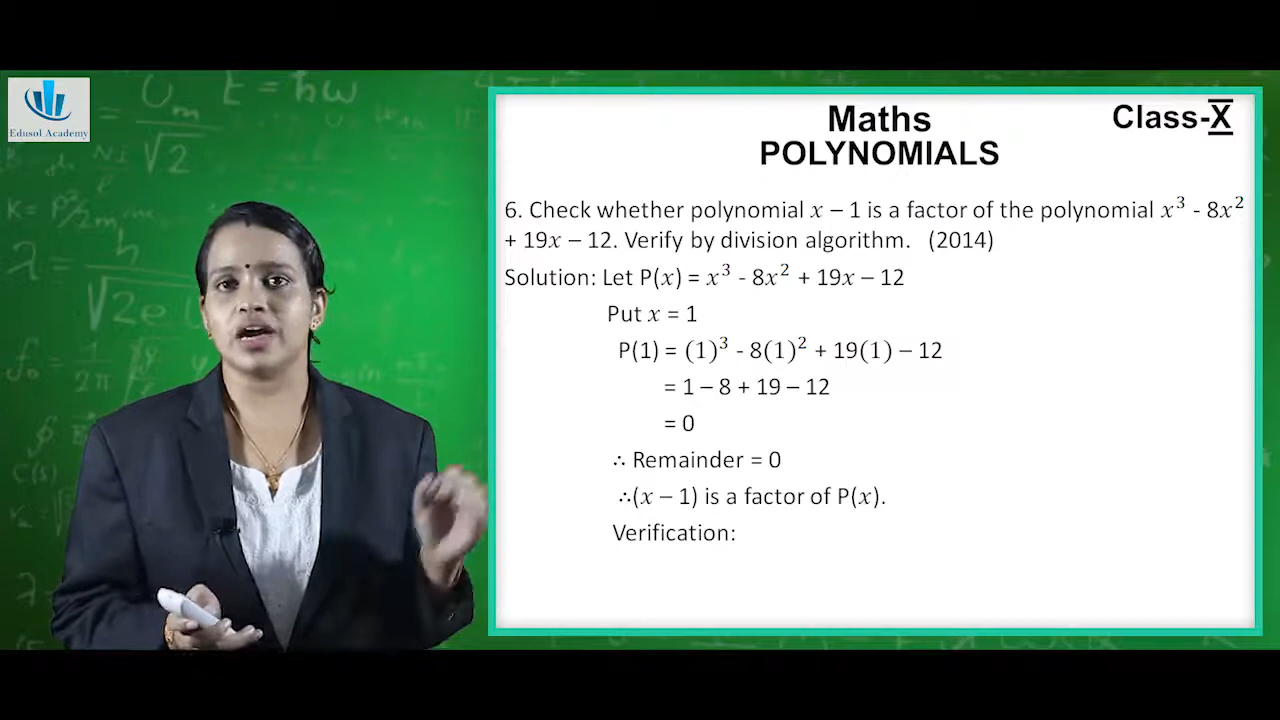 Edusol Academy
Maths
Class-X
POLYNOMIALS
6. Check whether polynomial x – 1 is a factor of the polynomial x³ - 8x²
+ 19x – 12. Verify by division algorithm. (2014)
Solution: Let P(x) = x³ - 8x² + 19x – 12
Put x = 1
P(1) = (1)³ - 8(1)² + 19(1) – 12
= 1 – 8 + 19 – 12
= 0
∴ Remainder = 0
∴(x – 1) is a factor of P(x).
Verification: